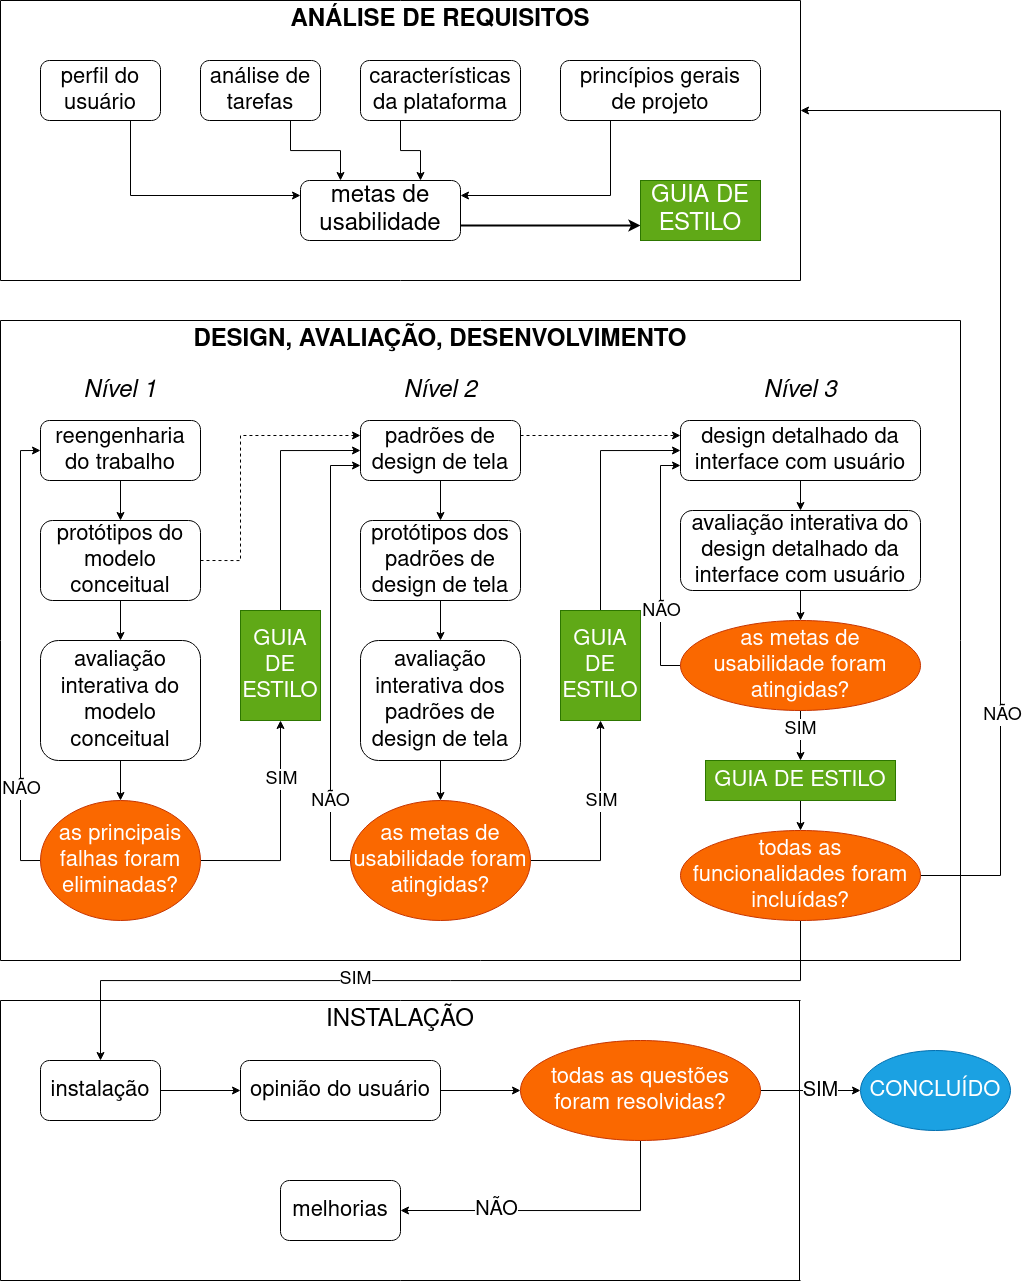 ANÁLISE DE REQUISITOS
perfil do
usuário
análise de
tarefas
características
da plataforma
princípios gerais
de projeto
metas de
usabilidade
GUIA DE
ESTILO
DESIGN, AVALIAÇÃO, DESENVOLVIMENTO
Nível 1
reengenharia
do trabalho
protótipos do
modelo
conceitual
avaliação
interativa do
modelo
conceitual
NÃO
as principais
falhas foram
eliminadas?
SIM
GUIA
DE
ESTILO
Nível 2
padrões de
design de tela
protótipos dos
padrões de
design de tela
avaliação
interativa dos
padrões de
design de tela
NÃO
as metas de
usabilidade foram
atingidas?
SIM
GUIA
DE
ESTILO
Nível 3
design detalhado da
interface com usuário
avaliação interativa do
design detalhado da
interface com usuário
NÃO
as metas de
usabilidade foram
atingidas?
SIM
GUIA DE ESTILO
todas as
funcionalidades foram
incluídas?
NÃO
SIM
INSTALAÇÃO
instalação
opinião do usuário
todas as questões
foram resolvidas?
SIM
CONCLUÍDO
NÃO
melhorias